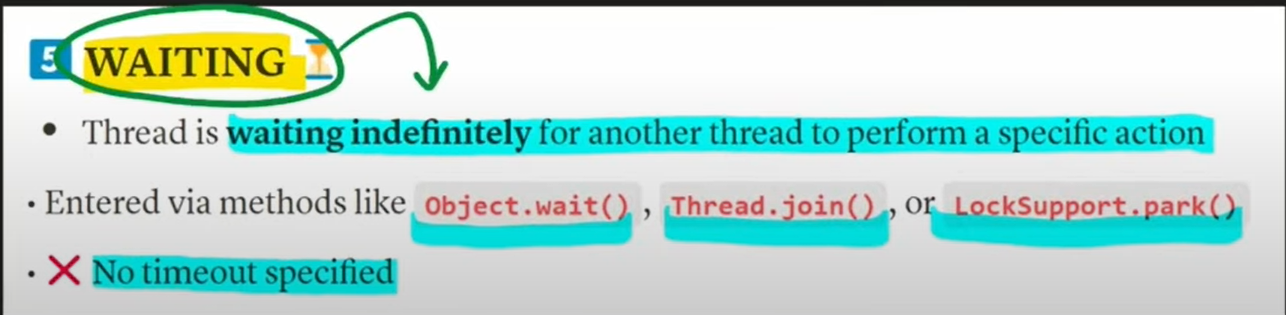 5 WAITING ⏳
• Thread is waiting indefinitely for another thread to perform a specific action
• Entered via methods like Object.wait() , Thread.join() , or LockSupport.park()
• ❌ No timeout specified